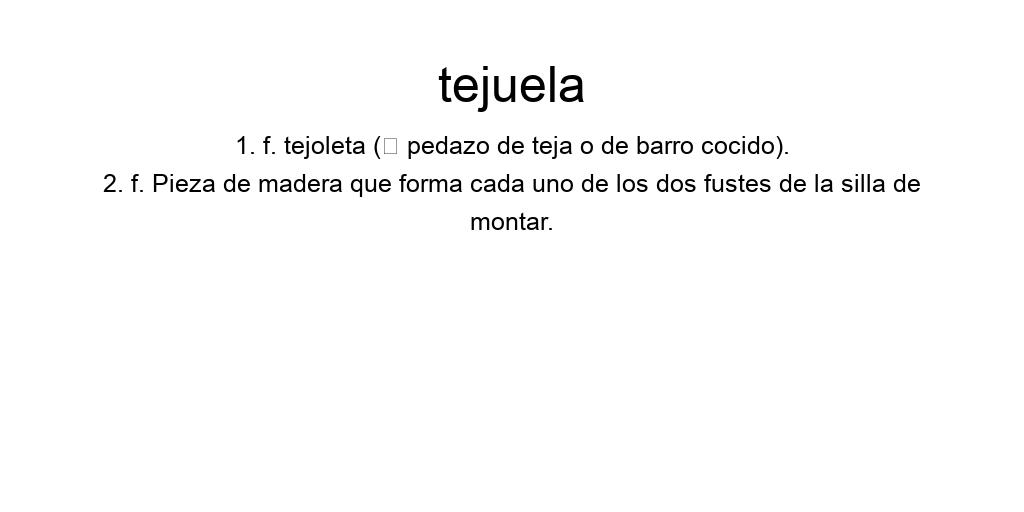 tejuela
1. f. tejoleta (□ pedazo de teja o de barro cocido).
2. f. Pieza de madera que forma cada uno de los dos fustes de la silla de
montar.